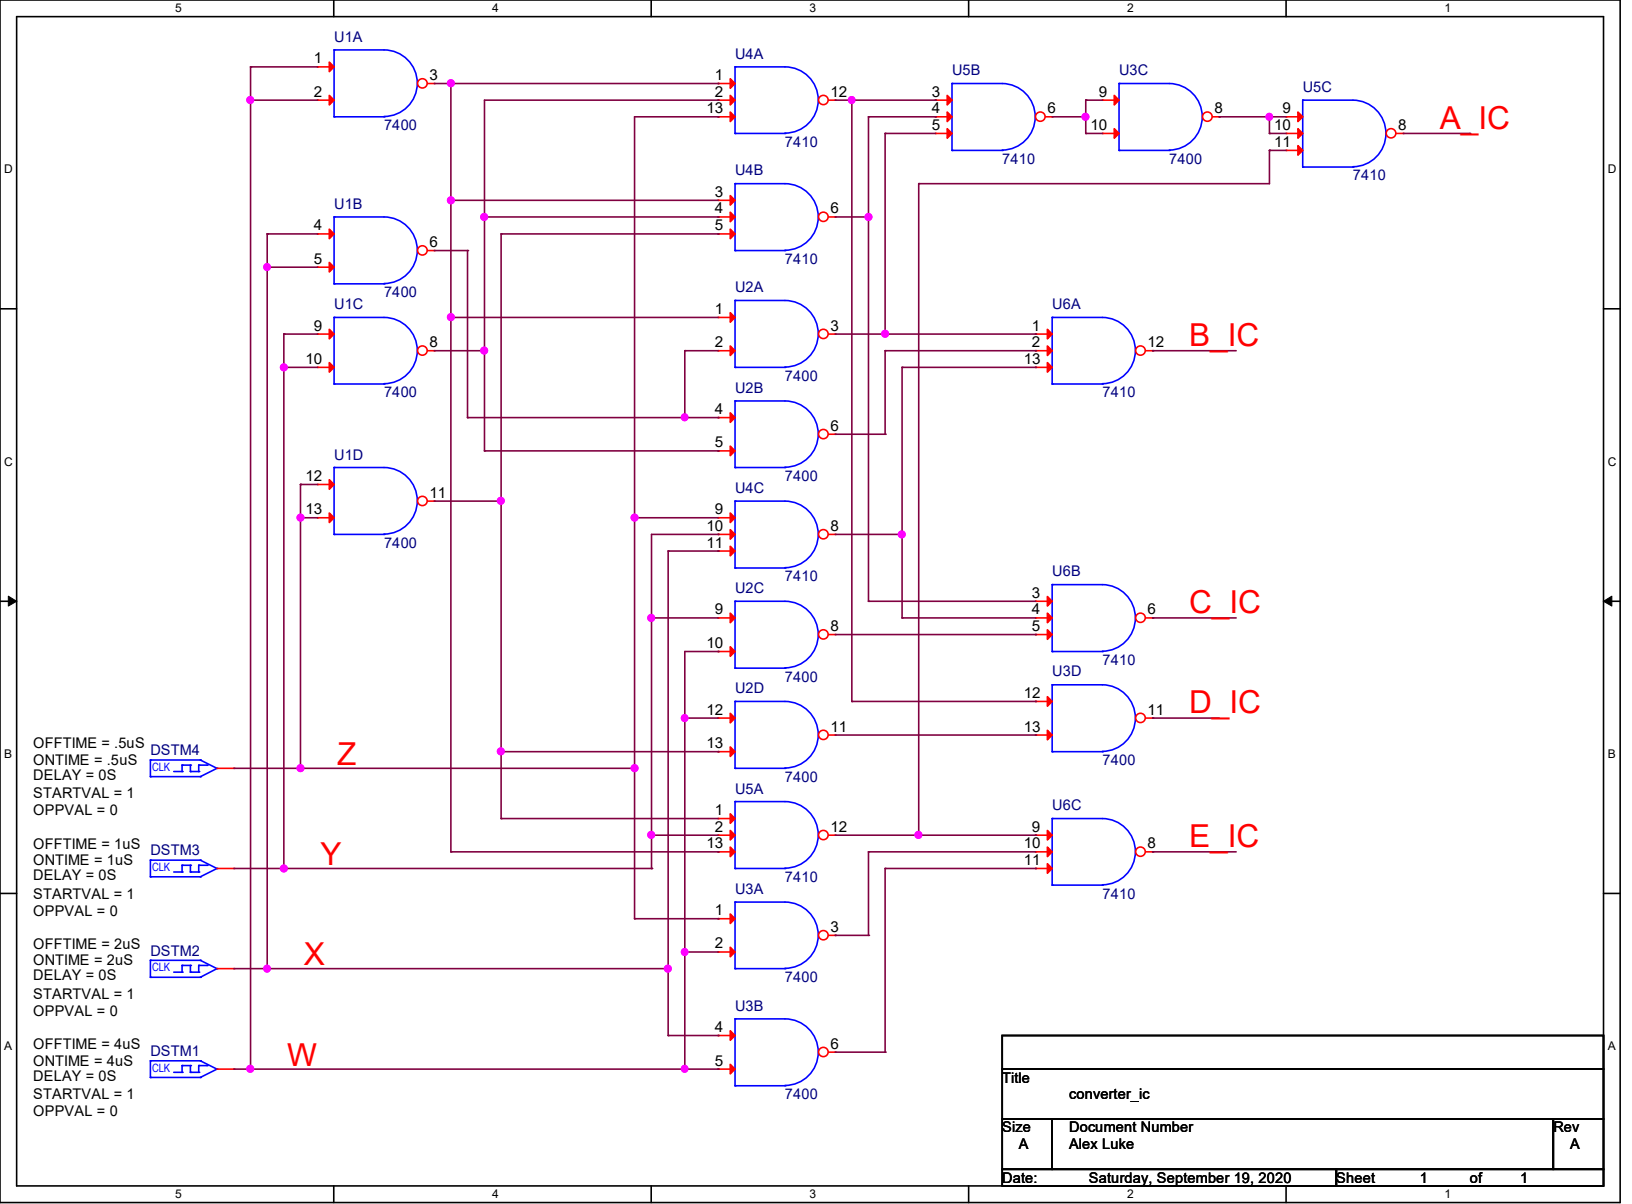 5 4 3 2 1
U1A
1
2
3
7400
U4A
1
2
13
12
7410
U5B
3
4
5
6
7410
U3C
9
10
8
7400
U5C
9
10
11
8
7410
A_IC
D D
U4B
3
4
5
6
7410
U1B
4
5
6
7400
U2A
1
2
3
7400
U1C
9
10
8
7400
U6A
1
2
13
12
7410
B_IC
U2B
4
5
6
7400
C C
U1D
12
13
11
7400
U4C
9
10
11
8
7410
U6B
3
4
5
6
7410
C_IC
U2C
9
10
8
7400
U3D
12
13
11
7400
D_IC
U2D
12
13
11
7400
B B
OFFTIME = .5uS
ONTIME = .5uS
DELAY = 0S
STARTVAL = 1
OPPVAL = 0
DSTM4
CLK
Z
U5A
1
2
13
12
7410
U6C
9
10
11
8
7410
E_IC
OFFTIME = 1uS
ONTIME = 1uS
DELAY = 0S
STARTVAL = 1
OPPVAL = 0
DSTM3
CLK
Y
U3A
1
2
3
7400
OFFTIME = 2uS
ONTIME = 2uS
DELAY = 0S
STARTVAL = 1
OPPVAL = 0
DSTM2
CLK
X
U3B
4
5
6
7400
A A
OFFTIME = 4uS
ONTIME = 4uS
DELAY = 0S
STARTVAL = 1
OPPVAL = 0
DSTM1
CLK
W
Title
converter_ic
Size Document Number Rev
A Alex Luke A
Date: Saturday, September 19, 2020 Sheet 1 of 1
5 4 3 2 1